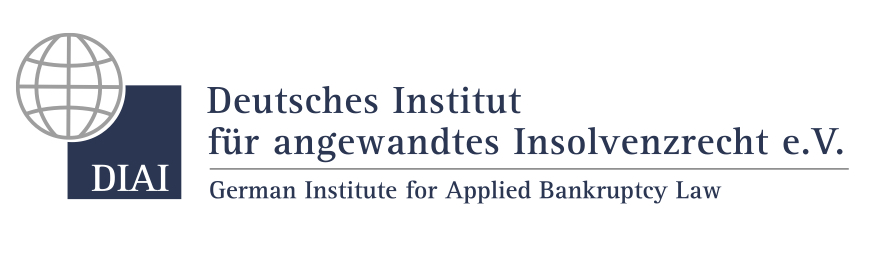 DIAI
Deutsches Institut
für angewandtes Insolvenzrecht e.V.
German Institute for Applied Bankruptcy Law